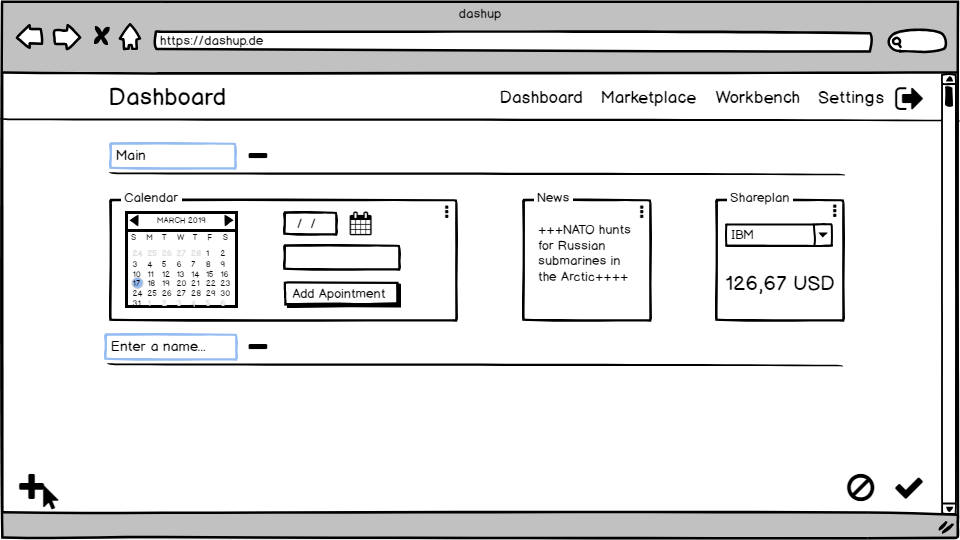 dashup
https://dashup.de
Dashboard
Dashboard Marketplace Workbench Settings
Main
Calendar
MARCH 2019
S M T W T F S
24 25 26 27 28 1 2
3 4 5 6 7 8 9
10 11 12 13 14 15 16
17 18 19 20 21 22 23
24 25 26 27 28 29 30
31
/ /
Add Apointment
News
+++NATO hunts
for Russian
submarines in
the Arctic++++
Shareplan
IBM
126,67 USD
Enter a name...